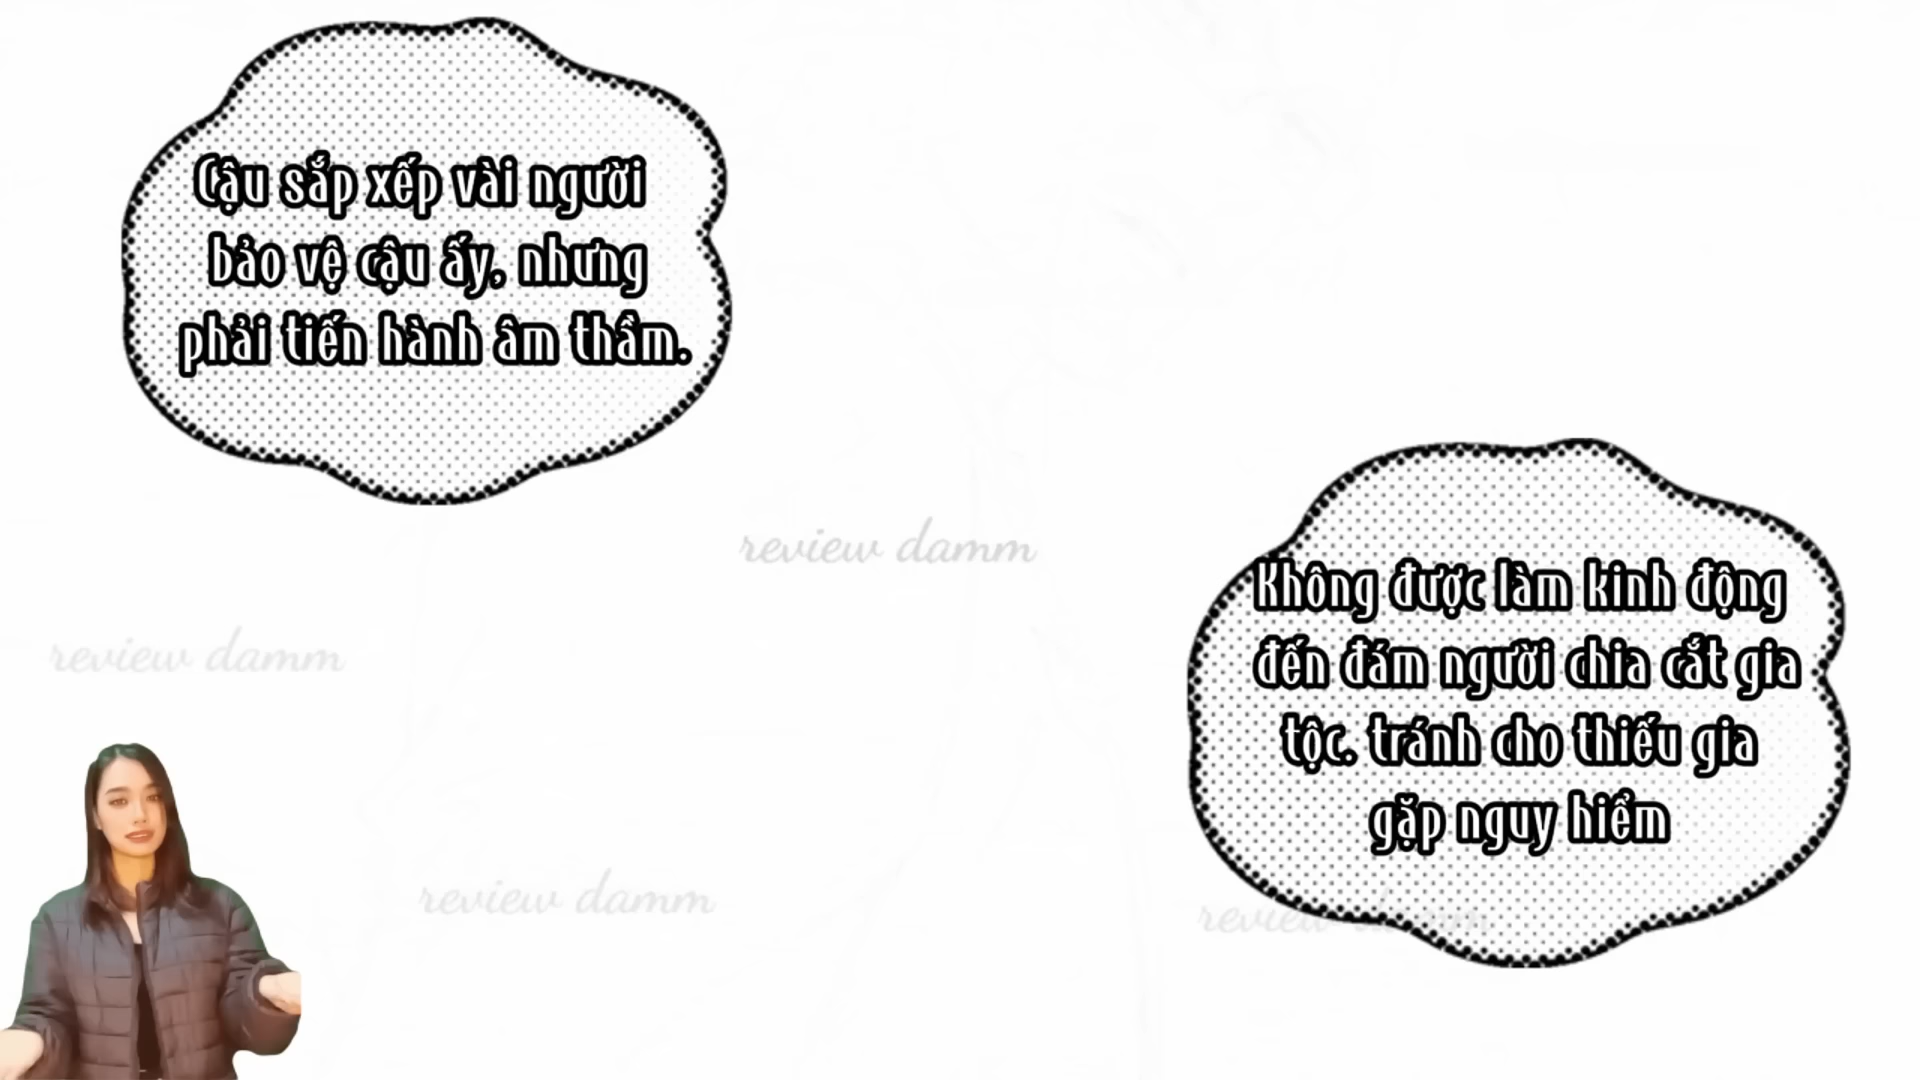 Cậu sắp xếp vài người
bảo vệ cậu ấy, nhưng
phải tiến hành âm thầm.
review damm
Không được làm kinh động
đến đám người chia cắt gia
tộc. tránh cho thiếu gia
gặp nguy hiểm
review damm
review damm
review damm